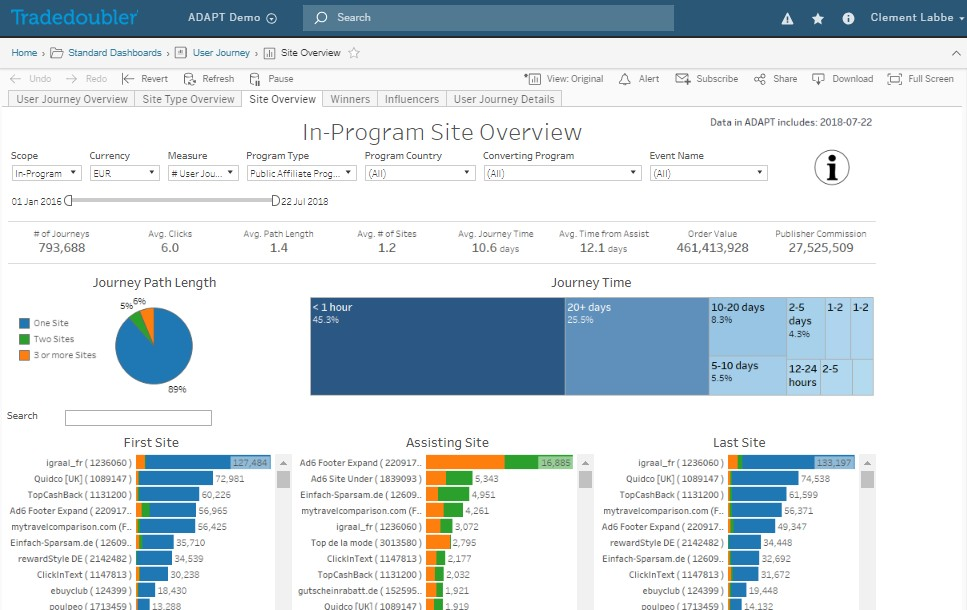 Tradedoubler
ADAPT Demo
Search
Clement Labbe
Home › Standard Dashboards › User Journey › Site Overview
Undo Redo Revert Refresh Pause View: Original Alert Subscribe Share Download Full Screen
User Journey Overview Site Type Overview Site Overview Winners Influencers User Journey Details
In-Program Site Overview
Data in ADAPT includes: 2018-07-22
Scope Currency Measure Program Type Program Country Converting Program Event Name
In-Program EUR # User Jou... Public Affiliate Prog... (All) (All) (All)
01 Jan 2016 22 Jul 2018
# of Journeys Avg. Clicks Avg. Path Length Avg. # of Sites Avg. Journey Time Avg. Time from Assist Order Value Publisher Commission
793,688 6.0 1.4 1.2 10.6 days 12.1 days 461,413,928 27,525,509
Journey Path Length
One Site
Two Sites
3 or more Sites
5% 6%
89%
Journey Time
< 1 hour
45.3%
20+ days
25.5%
10-20 days
8.3%
5-10 days
5.5%
2-5 days
4.3%
1-2
1-2
12-24 hours
2-5
Search
First Site
igraal_fr ( 1236060 ) 127,484
Quidco [UK] ( 1089147 ) 72,981
TopCashBack ( 1131200 ) 60,226
Ad6 Footer Expand ( 220917.. 56,965
mytravelcomparison.com (F.. 56,425
Einfach-Sparsam.de ( 12609.. 35,710
rewardStyle DE ( 2142482 ) 34,539
ClickInText ( 1147813 ) 30,238
ebuyclub ( 124399 ) 18,430
poulpeo ( 1713459 ) 13,288
Assisting Site
Ad6 Footer Expand ( 220917.. 16,885
Ad6 Site Under ( 1839093 ) 5,343
Einfach-Sparsam.de ( 12609.. 4,951
mytravelcomparison.com (F.. 4,261
igraal_fr ( 1236060 ) 3,072
Top de la mode ( 3013580 ) 2,795
ClickInText ( 1147813 ) 2,177
TopCashBack ( 1131200 ) 2,032
gutscheinrabatt.de ( 152595.. 1,921
Quidco [UK] ( 1089147 ) 1,919
Last Site
igraal_fr ( 1236060 ) 133,197
Quidco [UK] ( 1089147 ) 74,538
TopCashBack ( 1131200 ) 61,599
mytravelcomparison.com (F.. 56,371
Ad6 Footer Expand ( 220917.. 49,347
rewardStyle DE ( 2142482 ) 34,448
Einfach-Sparsam.de ( 12609.. 32,692
ClickInText ( 1147813 ) 31,672
ebuyclub ( 124399 ) 19,448
poulpeo ( 1713459 ) 14,132